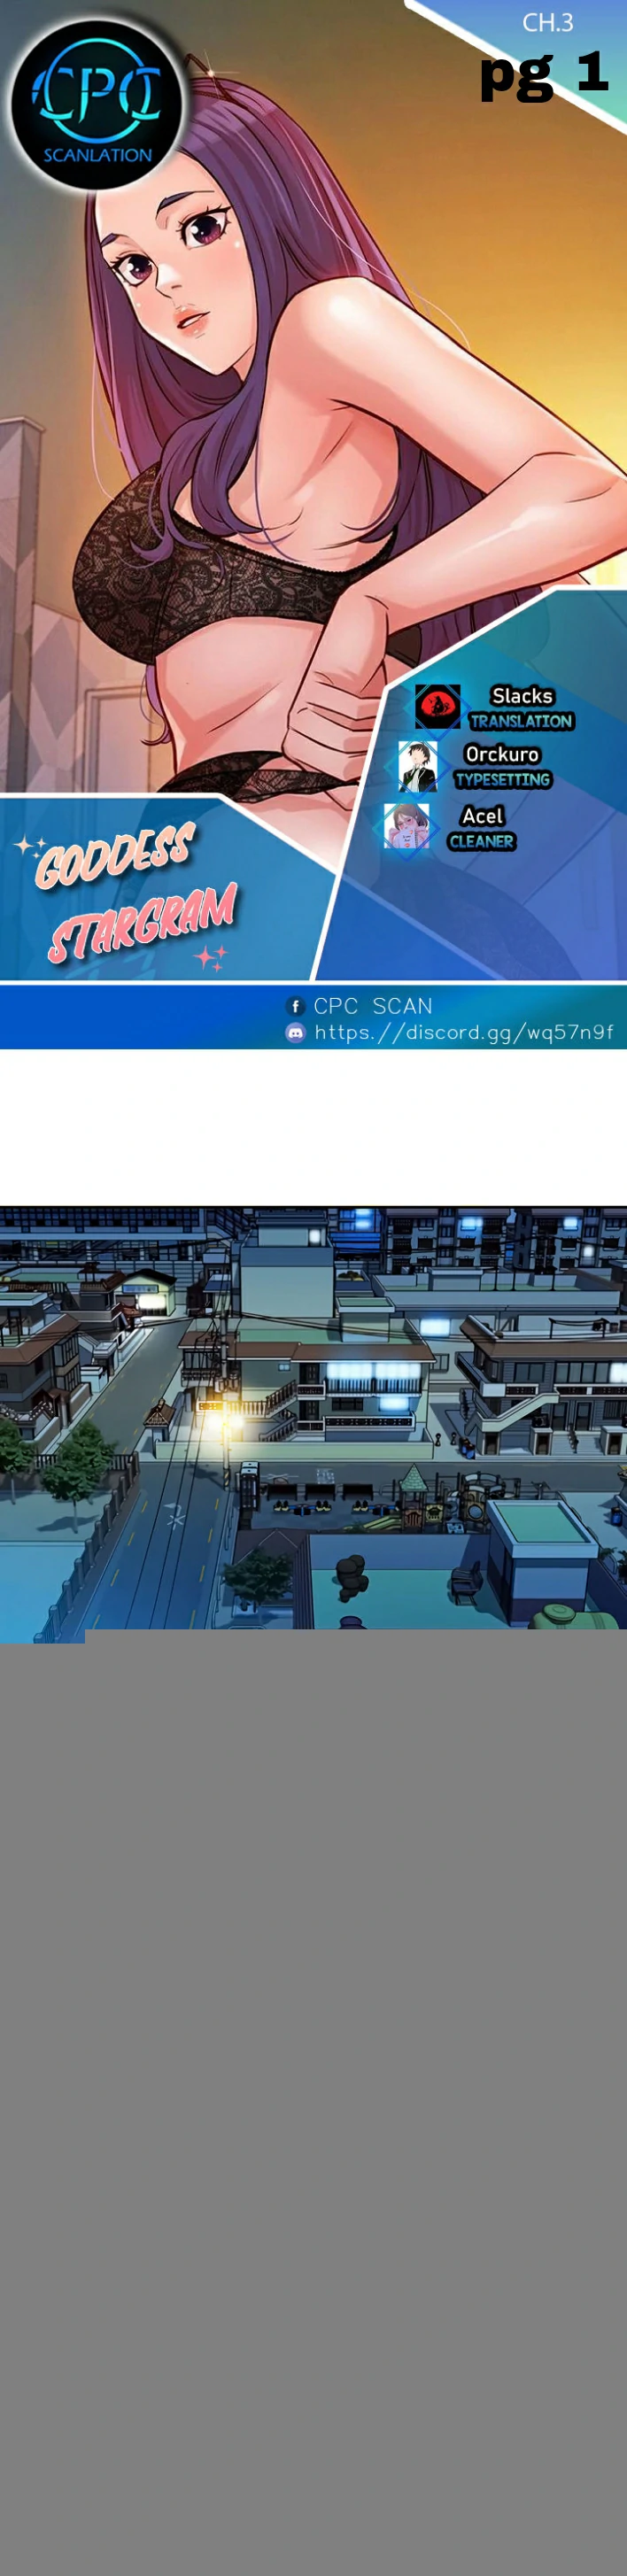 CH.3
pg 1
CPC
SCANLATION
Slacks
TRANSLATION
Orckuro
TYPESETTING
Acel
CLEANER
GODDESS
STARGRAM
CPC SCAN
https.//discord.gg/wq57n9f